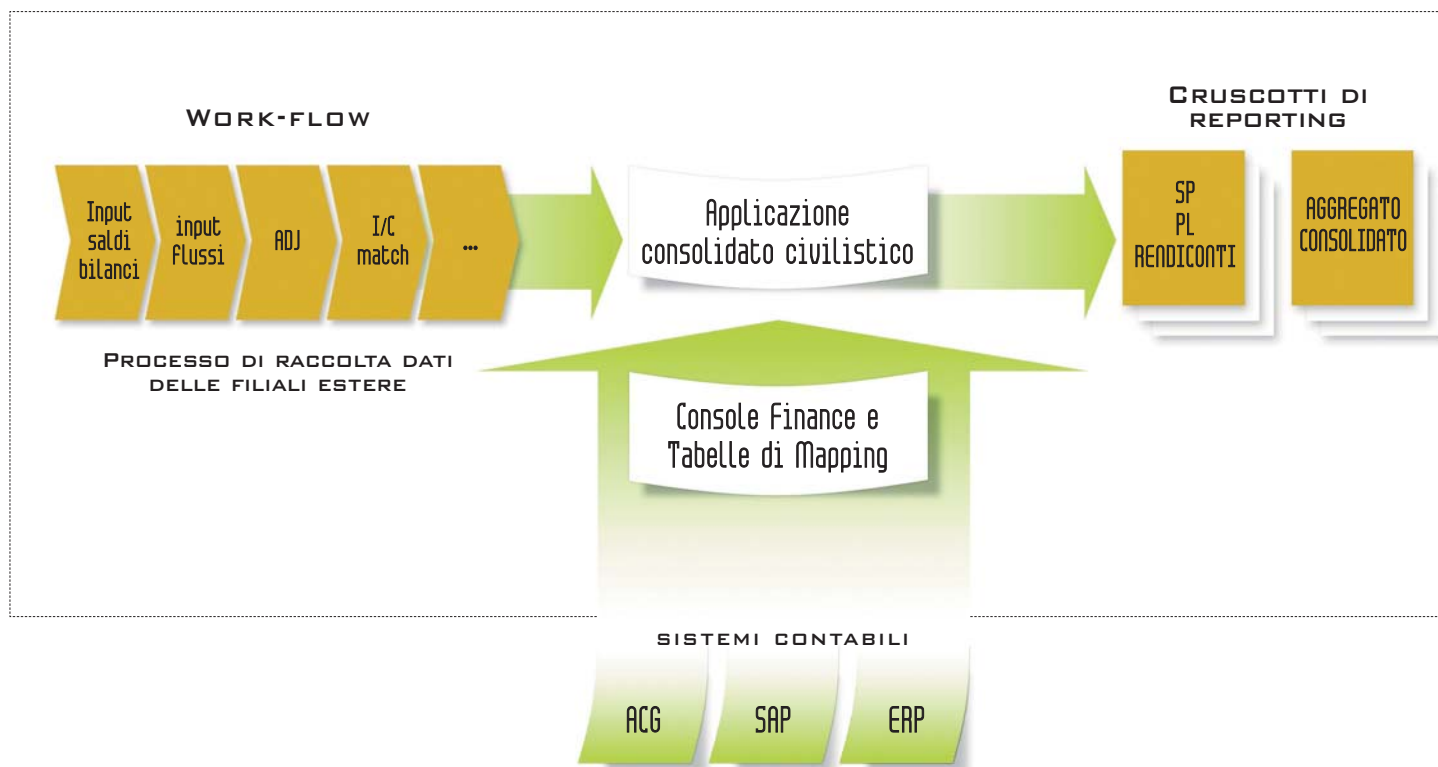 WORK-FLOW
Input
saldi
bilanci
input
flussi
ADJ
I/C
match
...
PROCESSO DI RACCOLTA DATI
DELLE FILIALI ESTERE
Applicazione
consolidato civilistico
Console Finance e
Tabelle di Mapping
CRUSCOTTI DI
REPORTING
SP
PL
RENDICONTI
AGGREGATO
CONSOLIDATO
SISTEMI CONTABILI
ACG
SAP
ERP